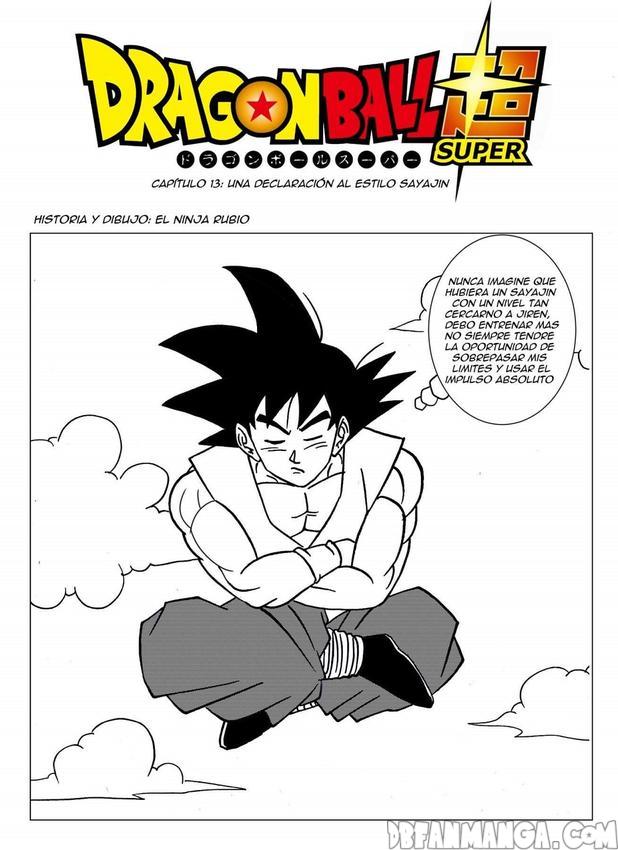 DRAGONBALL超
ドラゴンボールスーパー
SUPER
CAPÍTULO 13: UNA DECLARACIÓN AL ESTILO SAYAJIN
HISTORIA Y DIBUJO: EL NINJA RUBIO
NUNCA IMAGINE QUE
HUBIERA UN SAYAJIN
CON UN NIVEL TAN
CERCARNO A JIREN,
DEBO ENTRENAR MAS
NO SIEMPRE TENDRE
LA OPORTUNIDAD DE
SOBREPASAR MIS
LIMITES Y USAR EL
IMPULSO ABSOLUTO
DBFANMANGA.COM